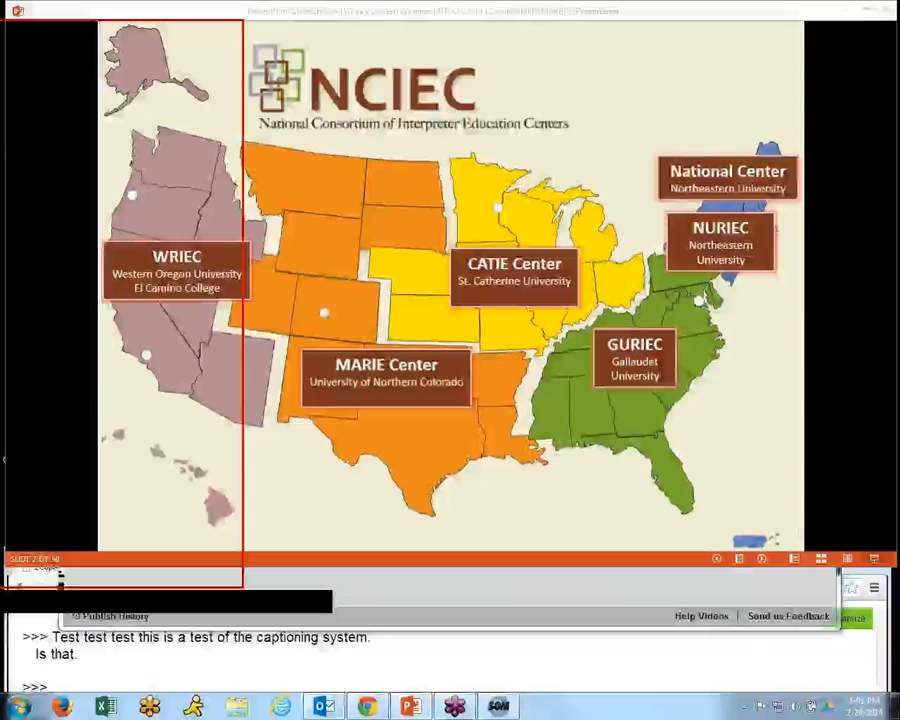 NCIEC
National Consortium of Interpreter Education Centers
National Center
Northeastern University
NURIEC
Northeastern
University
WRIEC
Western Oregon University
El Camino College
CATIE Center
St. Catherine University
GURIEC
Gallaudet
University
MARIE Center
University of Northern Colorado
Publish History
Help Videos
Send us Feedback
>>> Test test test this is a test of the captioning system.
Is that.
>>>